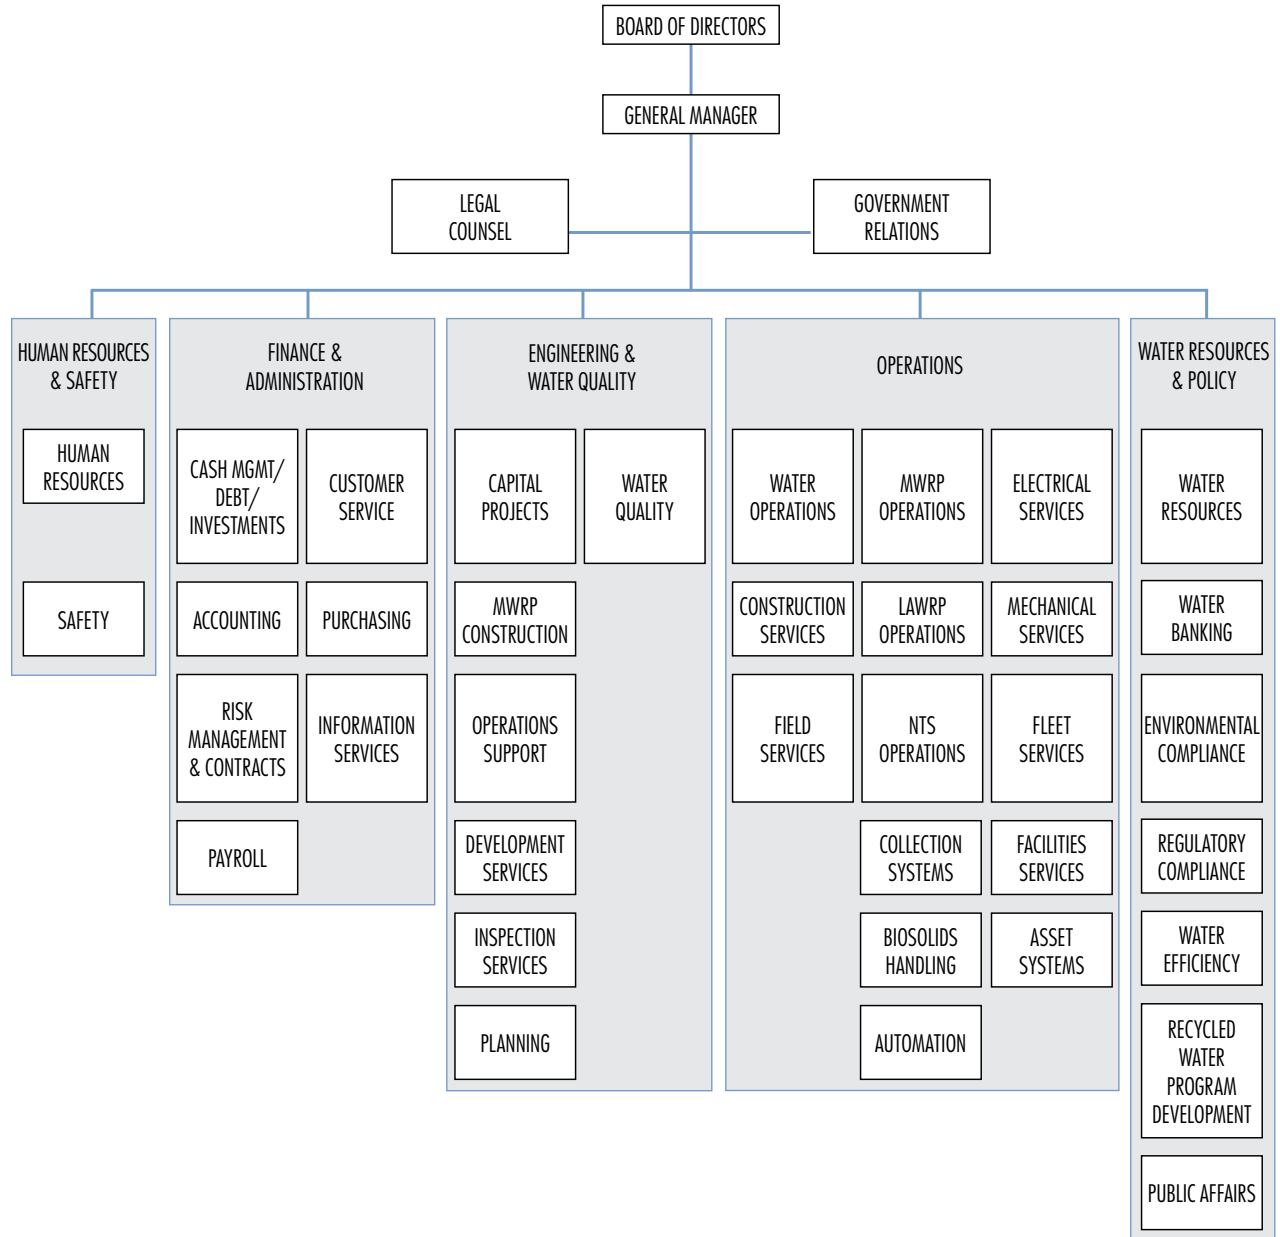 BOARD OF DIRECTORS
GENERAL MANAGER
LEGAL
COUNSEL
GOVERNMENT
RELATIONS
HUMAN RESOURCES
& SAFETY
HUMAN
RESOURCES
SAFETY
FINANCE &
ADMINISTRATION
CASH MGMT/
DEBT/
INVESTMENTS
CUSTOMER
SERVICE
ACCOUNTING
PURCHASING
RISK
MANAGEMENT
& CONTRACTS
INFORMATION
SERVICES
PAYROLL
ENGINEERING &
WATER QUALITY
CAPITAL
PROJECTS
WATER
QUALITY
MWRP
CONSTRUCTION
OPERATIONS
SUPPORT
DEVELOPMENT
SERVICES
INSPECTION
SERVICES
PLANNING
OPERATIONS
WATER
OPERATIONS
MWRP
OPERATIONS
ELECTRICAL
SERVICES
CONSTRUCTION
SERVICES
LAWRP
OPERATIONS
MECHANICAL
SERVICES
FIELD
SERVICES
NTS
OPERATIONS
FLEET
SERVICES
COLLECTION
SYSTEMS
FACILITIES
SERVICES
BIOSOLIDS
HANDLING
ASSET
SYSTEMS
AUTOMATION
WATER RESOURCES
& POLICY
WATER
RESOURCES
WATER
BANKING
ENVIRONMENTAL
COMPLIANCE
REGULATORY
COMPLIANCE
WATER
EFFICIENCY
RECYCLED
WATER
PROGRAM
DEVELOPMENT
PUBLIC AFFAIRS